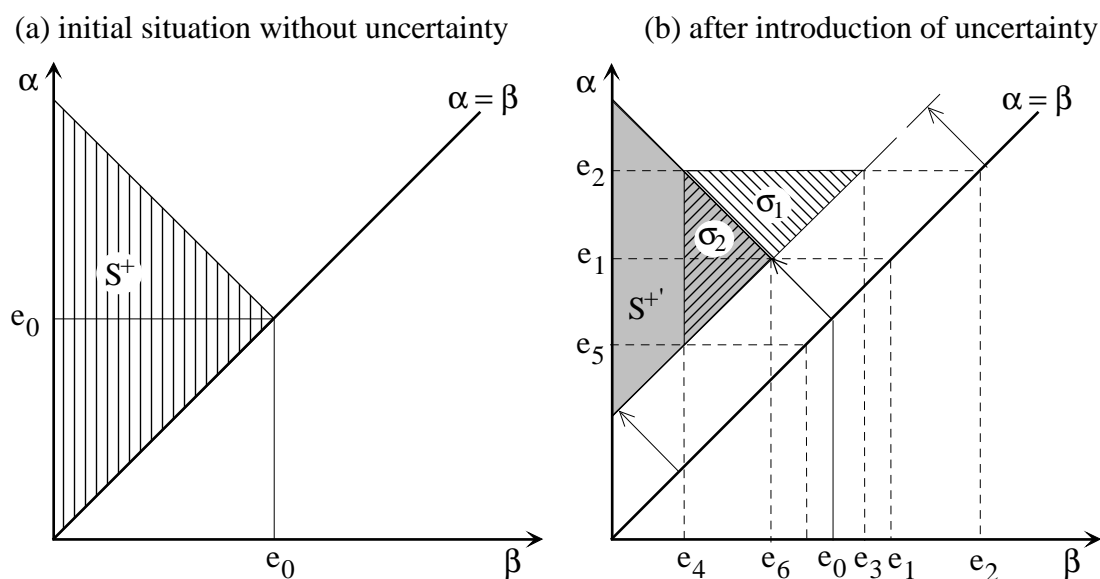 (a) initial situation without uncertainty
α
α = β
S⁺
e₀
e₀
β
(b) after introduction of uncertainty
α
α = β
e₂
σ₁
σ₂
e₁
S⁺'
e₅
e₄ e₆ e₀ e₃ e₁ e₂
β